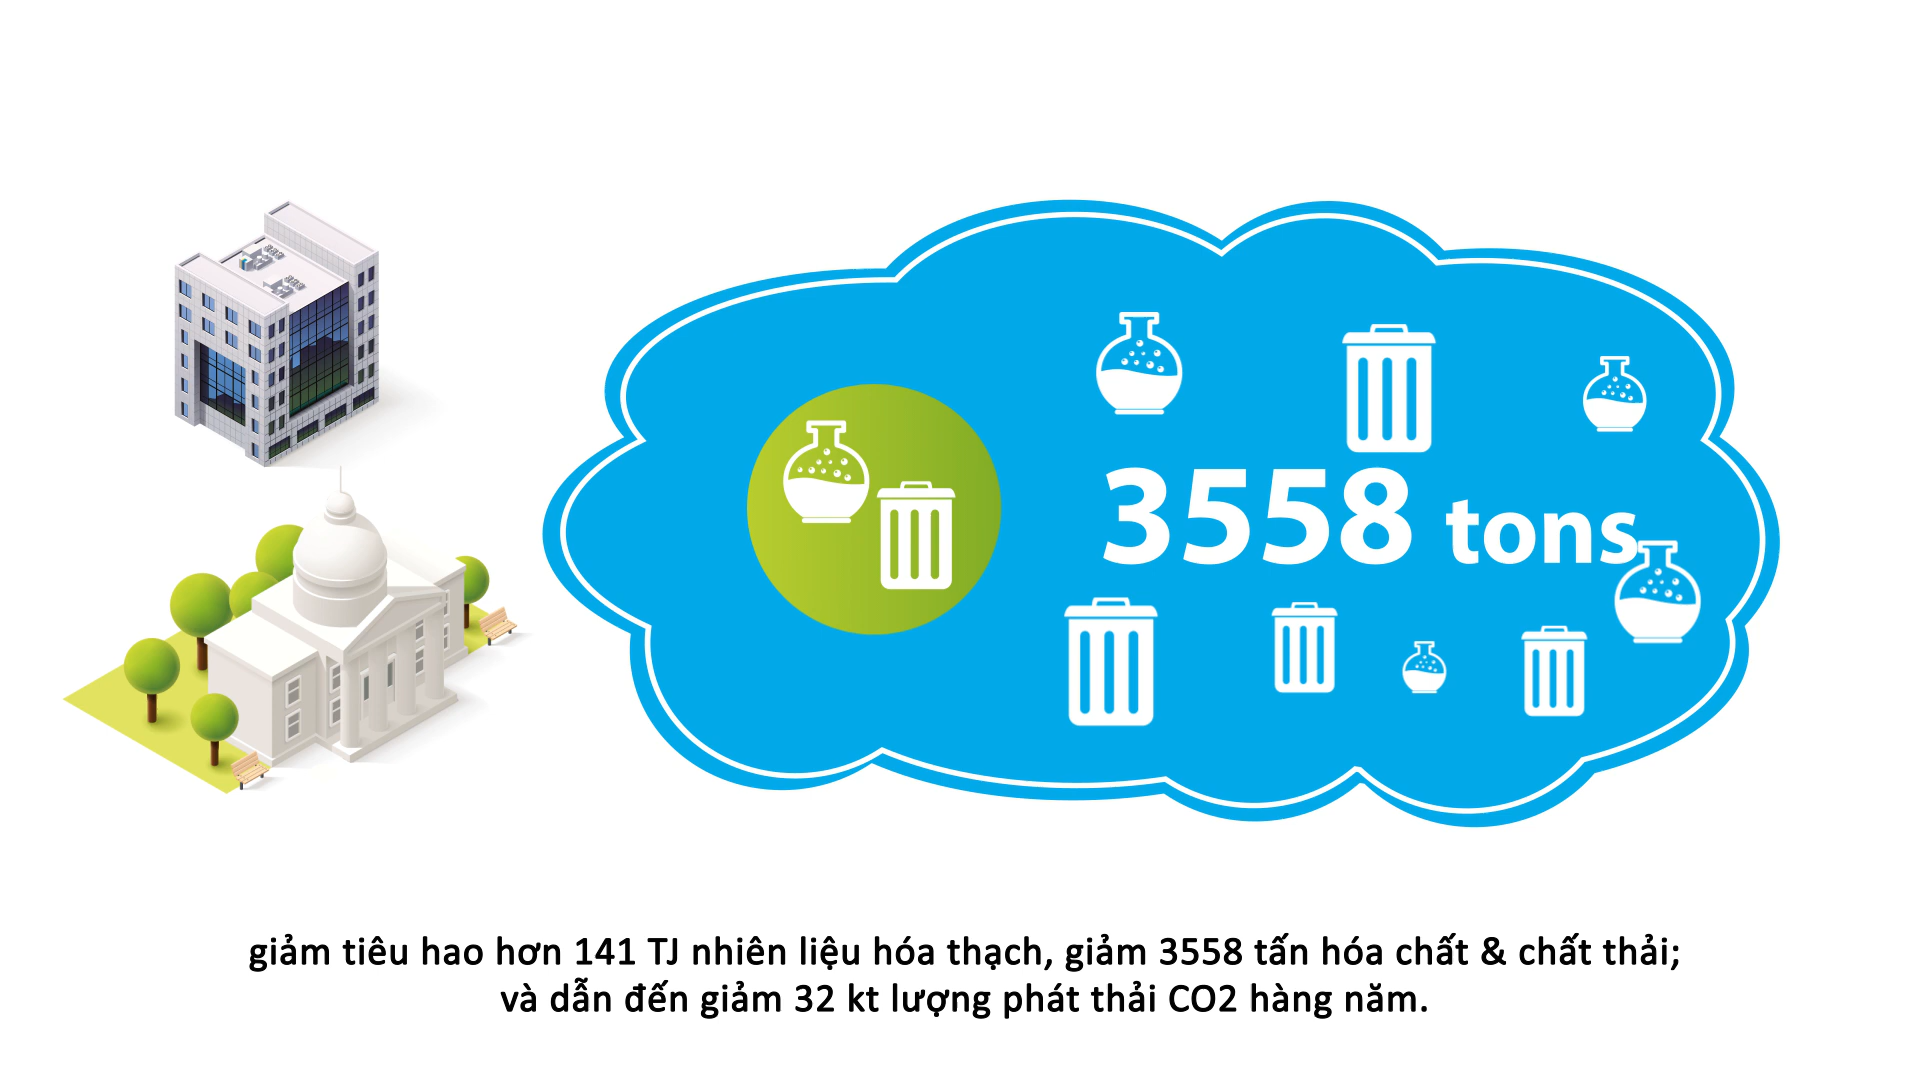 3558 tons
giảm tiêu hao hơn 141 TJ nhiên liệu hóa thạch, giảm 3558 tấn hóa chất & chất thải;
và dẫn đến giảm 32 kt lượng phát thải CO2 hàng năm.